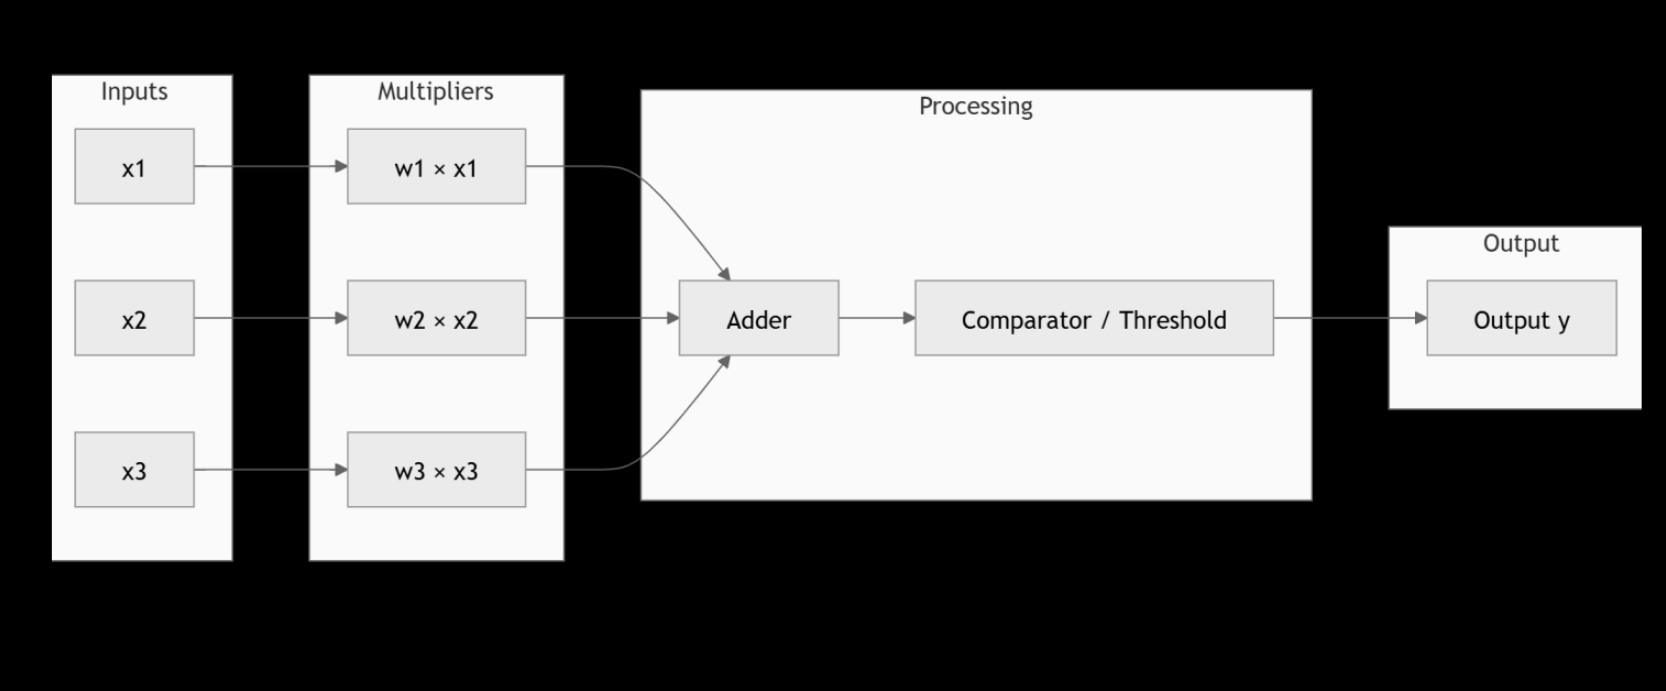 Inputs
x1
x2
x3
Multipliers
w1 × x1
w2 × x2
w3 × x3
Processing
Adder
Comparator / Threshold
Output
Output y